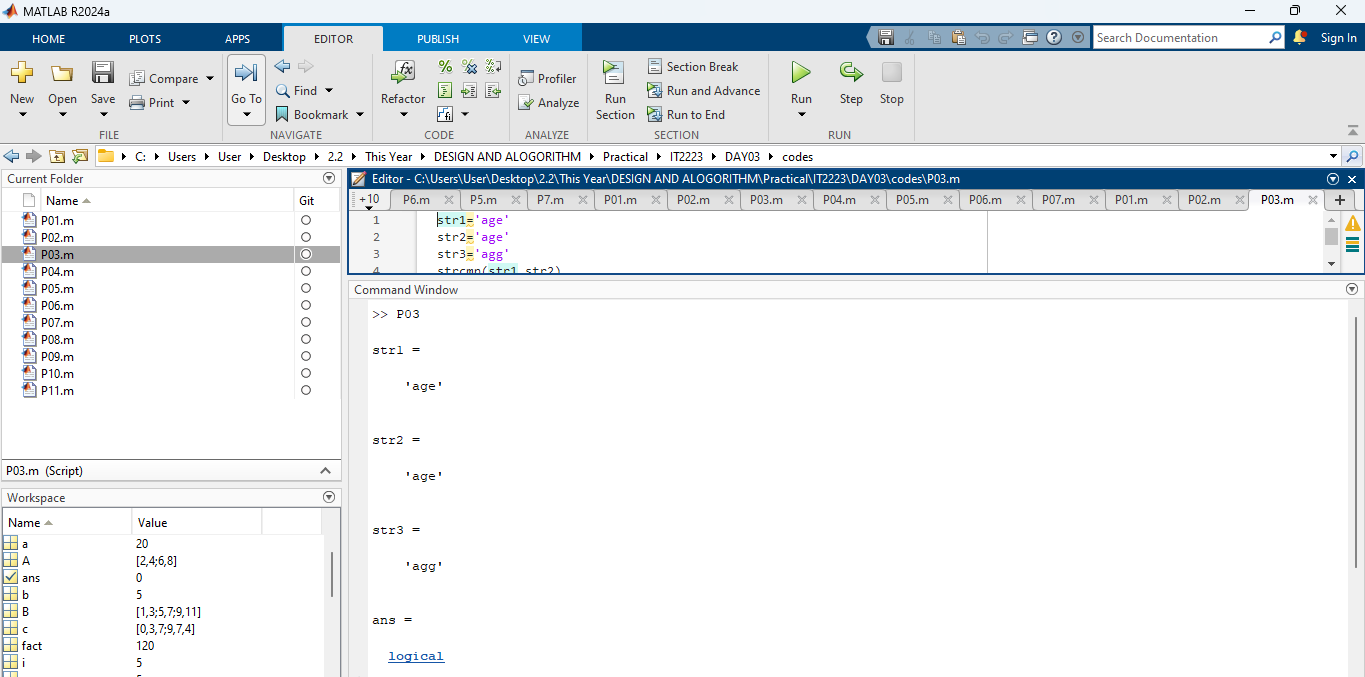 MATLAB R2024a
HOME PLOTS APPS EDITOR PUBLISH VIEW Search Documentation Sign In
New Open Save Compare Print Go To Find Bookmark Refactor Profiler Analyze Run Section Section Break Run and Advance Run to End Run Step Stop
FILE NAVIGATE CODE ANALYZE SECTION RUN
C: Users User Desktop 2.2 This Year DESIGN AND ALOGORITHM Practical IT2223 DAY03 codes
Current Folder
Name Git
P01.m
P02.m
P03.m
P04.m
P05.m
P06.m
P07.m
P08.m
P09.m
P10.m
P11.m
P03.m (Script)
Workspace
Name Value
a 20
A [2,4;6,8]
ans 0
b 5
B [1,3;5,7;9,11]
c [0,3,7;9,7,4]
fact 120
i 5
Editor - C:\Users\User\Desktop\2.2\This Year\DESIGN AND ALOGORITHM\Practical\IT2223\DAY03\codes\P03.m
+10 P6.m P5.m P7.m P01.m P02.m P03.m P04.m P05.m P06.m P07.m P01.m P02.m P03.m
1 str1='age'
2 str2='age'
3 str3='agg'
4 strcmp(str1,str2)
Command Window
>> P03
str1 =
'age'
str2 =
'age'
str3 =
'agg'
ans =
logical